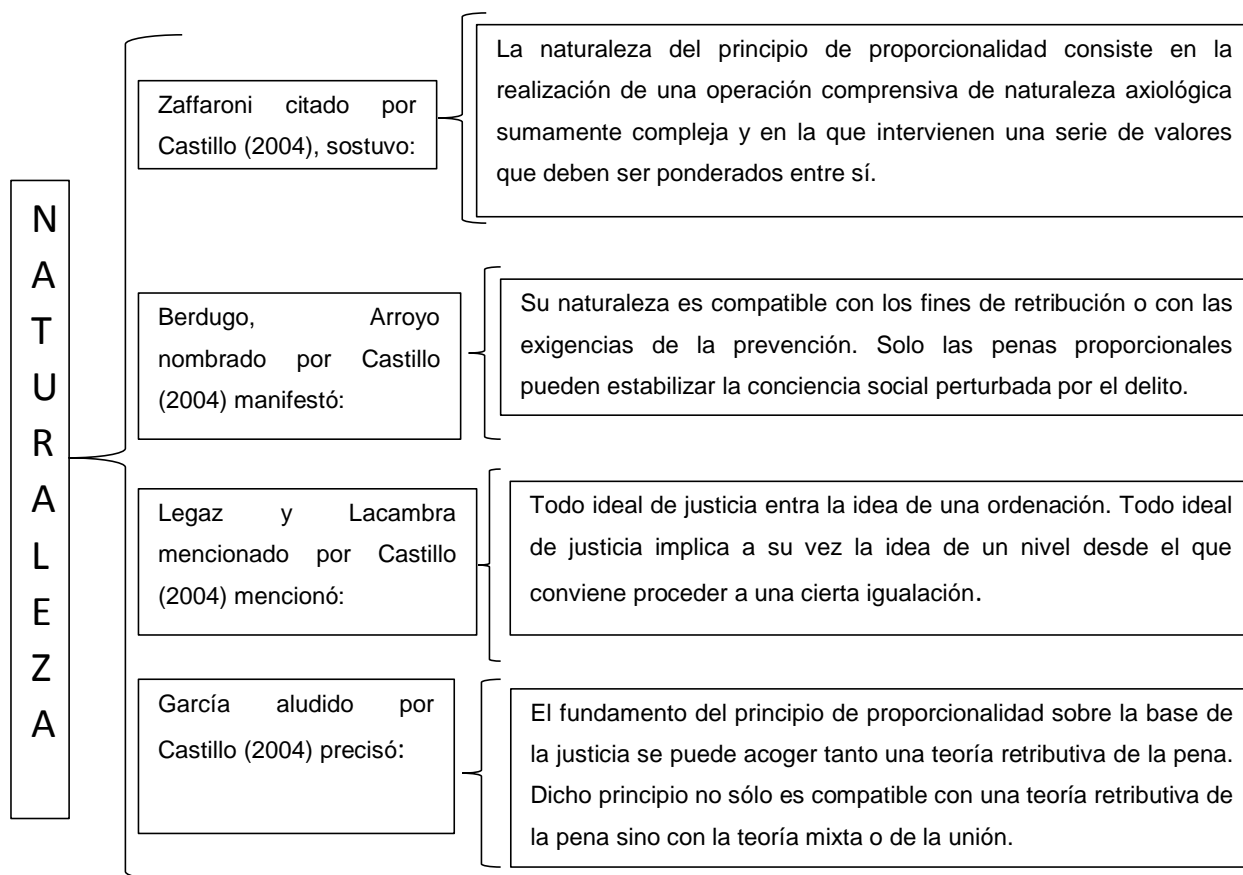 NATURALEZA
Zaffaroni citado por
Castillo (2004), sostuvo:
La naturaleza del principio de proporcionalidad consiste en la
realización de una operación comprensiva de naturaleza axiológica
sumamente compleja y en la que intervienen una serie de valores
que deben ser ponderados entre sí.
Berdugo, Arroyo
nombrado por Castillo
(2004) manifestó:
Su naturaleza es compatible con los fines de retribución o con las
exigencias de la prevención. Solo las penas proporcionales
pueden estabilizar la conciencia social perturbada por el delito.
Legaz y Lacambra
mencionado por Castillo
(2004) mencionó:
Todo ideal de justicia entra la idea de una ordenación. Todo ideal
de justicia implica a su vez la idea de un nivel desde el que
conviene proceder a una cierta igualación.
García aludido por
Castillo (2004) precisó:
El fundamento del principio de proporcionalidad sobre la base de
la justicia se puede acoger tanto una teoría retributiva de la pena.
Dicho principio no sólo es compatible con una teoría retributiva de
la pena sino con la teoría mixta o de la unión.